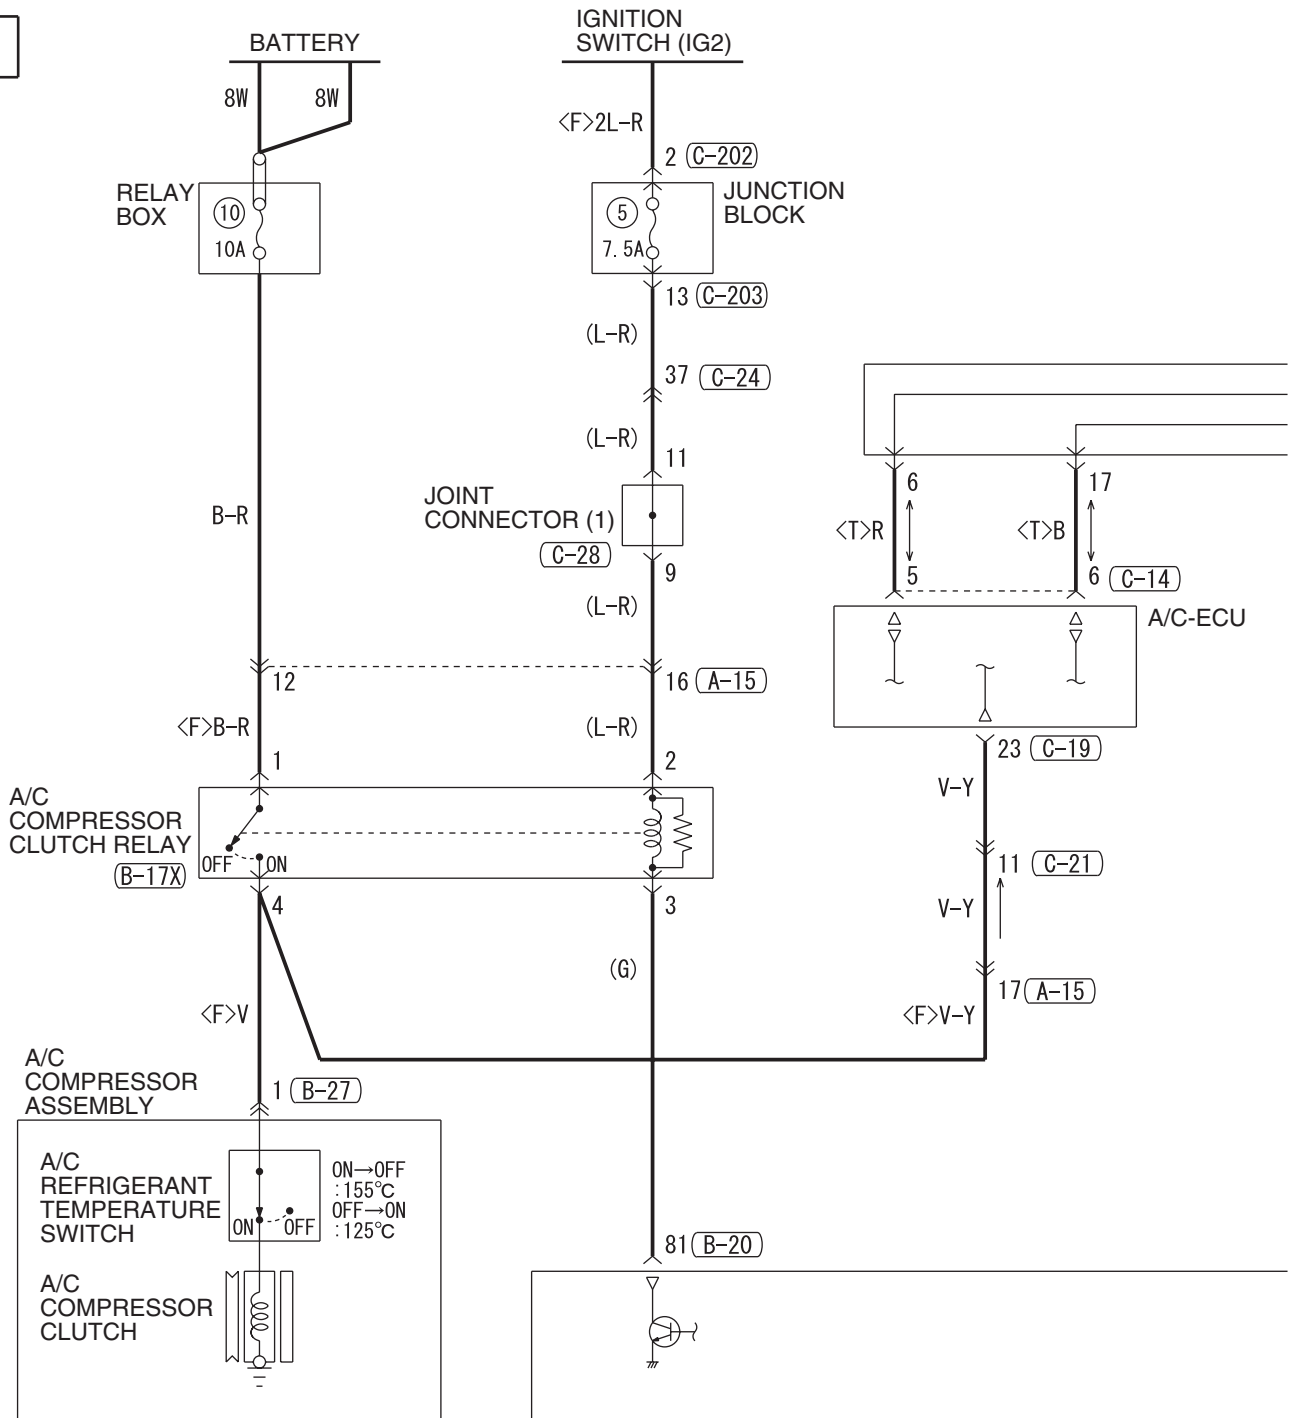 BATTERY
IGNITION
SWITCH (IG2)
8W
8W
<F>2L-R
2 C-202
RELAY
BOX
10
10A
5
7.5A
JUNCTION
BLOCK
13 C-203
(L-R)
37 C-24
(L-R)
11
B-R
JOINT
CONNECTOR (1)
C-28
9
(L-R)
6
17
<T>R
<T>B
5
6 C-14
A/C-ECU
12
16 A-15
<F>B-R
(L-R)
1
2
23 C-19
V-Y
A/C
COMPRESSOR
CLUTCH RELAY
B-17X
OFF
ON
4
3
11 C-21
V-Y
(G)
17 A-15
<F>V
<F>V-Y
A/C
COMPRESSOR
ASSEMBLY
1 B-27
A/C
REFRIGERANT
TEMPERATURE
SWITCH
ON
OFF
ON→OFF
:155℃
OFF→ON
:125℃
81 B-20
A/C
COMPRESSOR
CLUTCH